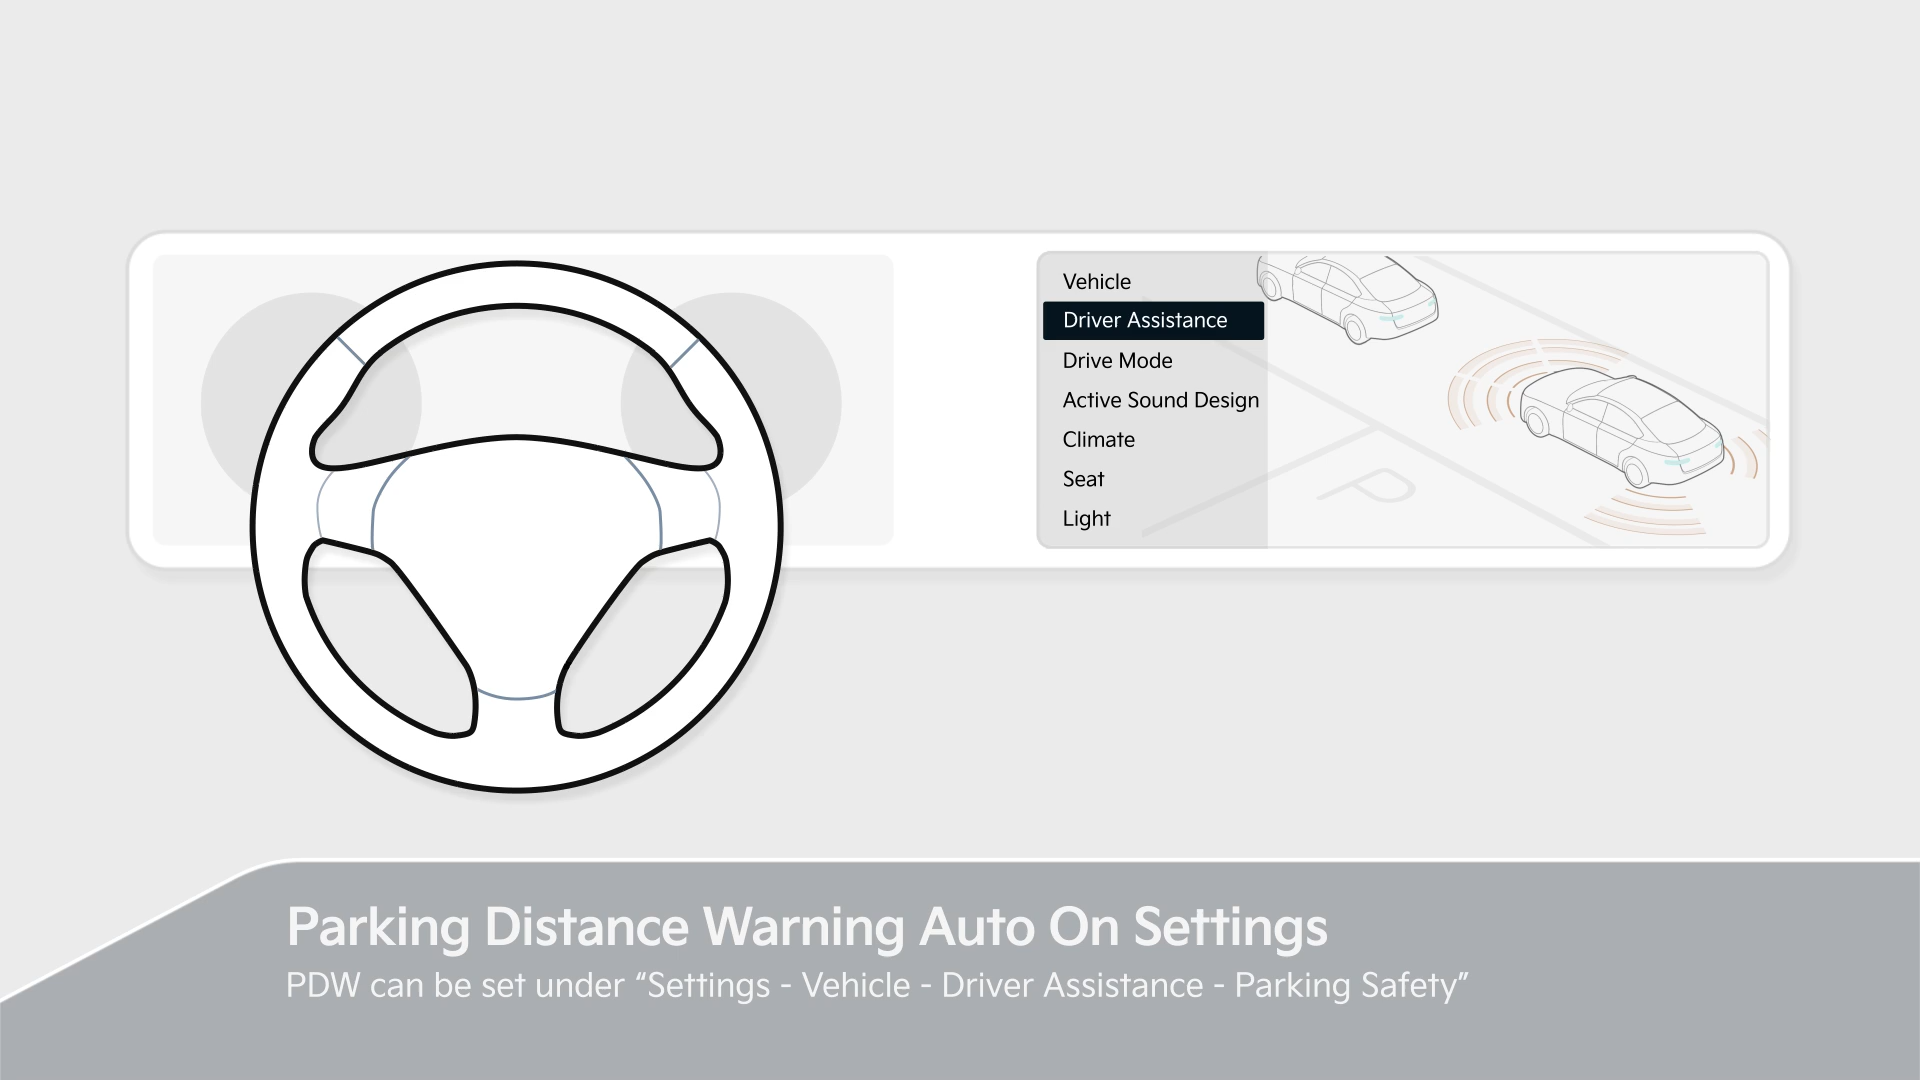 Vehicle
Driver Assistance
Drive Mode
Active Sound Design
Climate
Seat
Light
P
Parking Distance Warning Auto On Settings
PDW can be set under “Settings - Vehicle - Driver Assistance - Parking Safety”